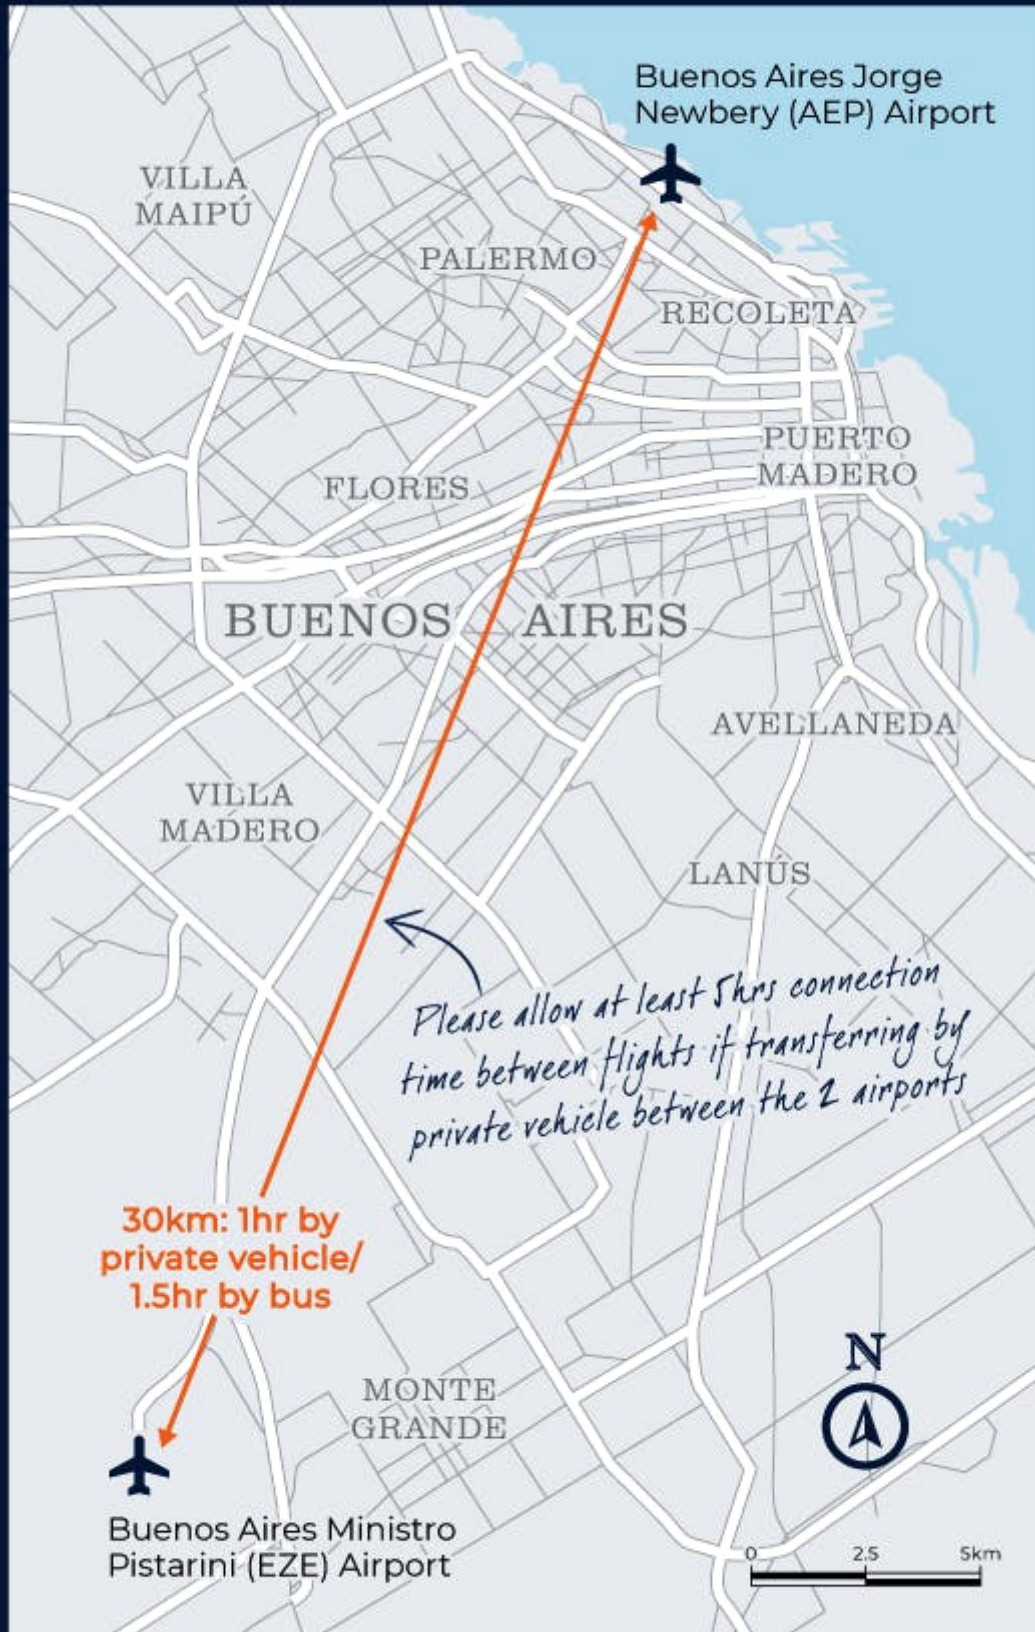 Buenos Aires Jorge
Newbery (AEP) Airport
VILLA
MAIPÚ
PALERMO
RECOLETA
PUERTO
MADERO
FLORES
BUENOS AIRES
AVELLANEDA
VILLA
MADERO
LANÚS
Please allow at least 5hrs connection
time between flights if transferring by
private vehicle between the 2 airports
30km: 1hr by
private vehicle/
1.5hr by bus
N
MONTE
GRANDE
Buenos Aires Ministro
Pistarini (EZE) Airport
0 2.5 5km